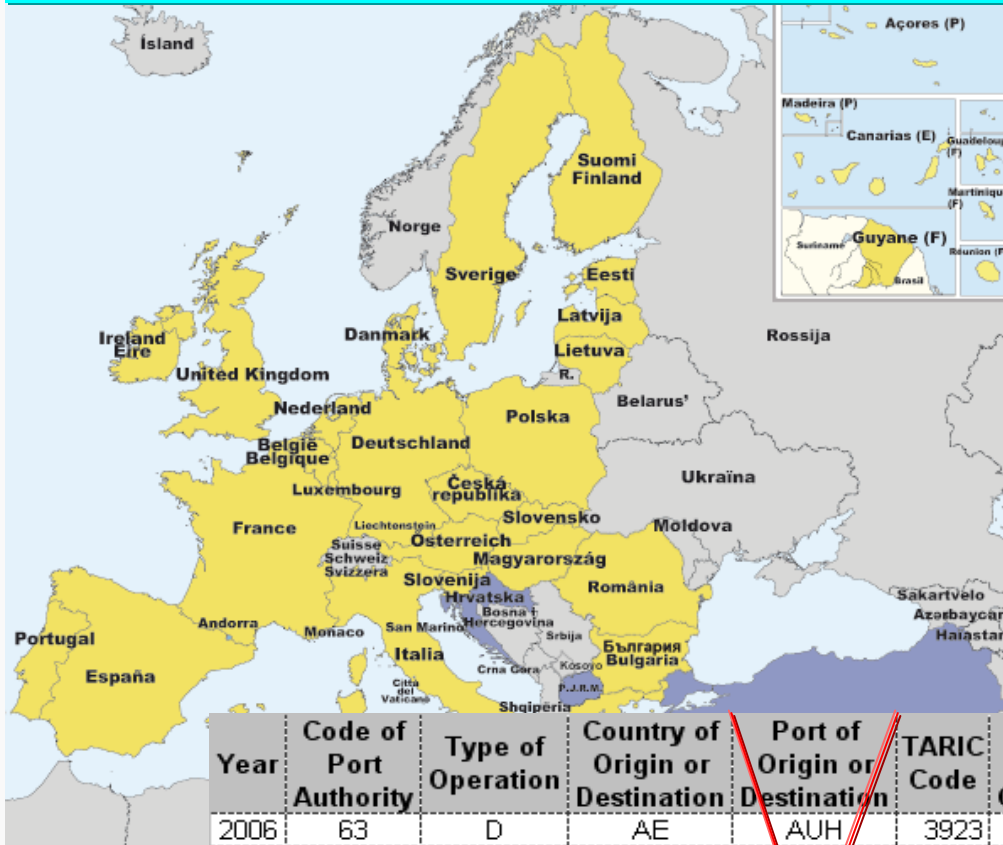 Ísland
Açores (P)
Madeira (P)
Canarias (E)
Guadeloup
(F)
Martiniqu
(F)
Guyane (F)
Suriname
Brasil
Réunion (F
Suomi
Finland
Norge
Sverige
Eesti
Latvija
Lietuva
R.
Rossija
Danmark
Ireland
Éire
United Kingdom
Nederland
Polska
Belarus'
België
Belgique
Deutschland
Luxembourg
Česká
republika
Ukraïna
France
Liechtenstein
Slovensko
Moldova
Österreich
Suisse
Schweiz
Svizzera
Magyarország
Slovenija
România
Hrvatska
Bosna i
Hercegovina
Sakartvelo
Azərbaycan
Haiastan
Portugal
Andorra
Monaco
San Marino
Srbija
España
Italia
България
Bulgaria
Crna Gora
Kosovo
Città
del
Vaticano
P.J.R.M.
Shqipëria
Year Code of Port Authority Type of Operation Country of Origin or Destination Port of Origin or Destination TARIC Code
2006 63 D AE AUH 3923